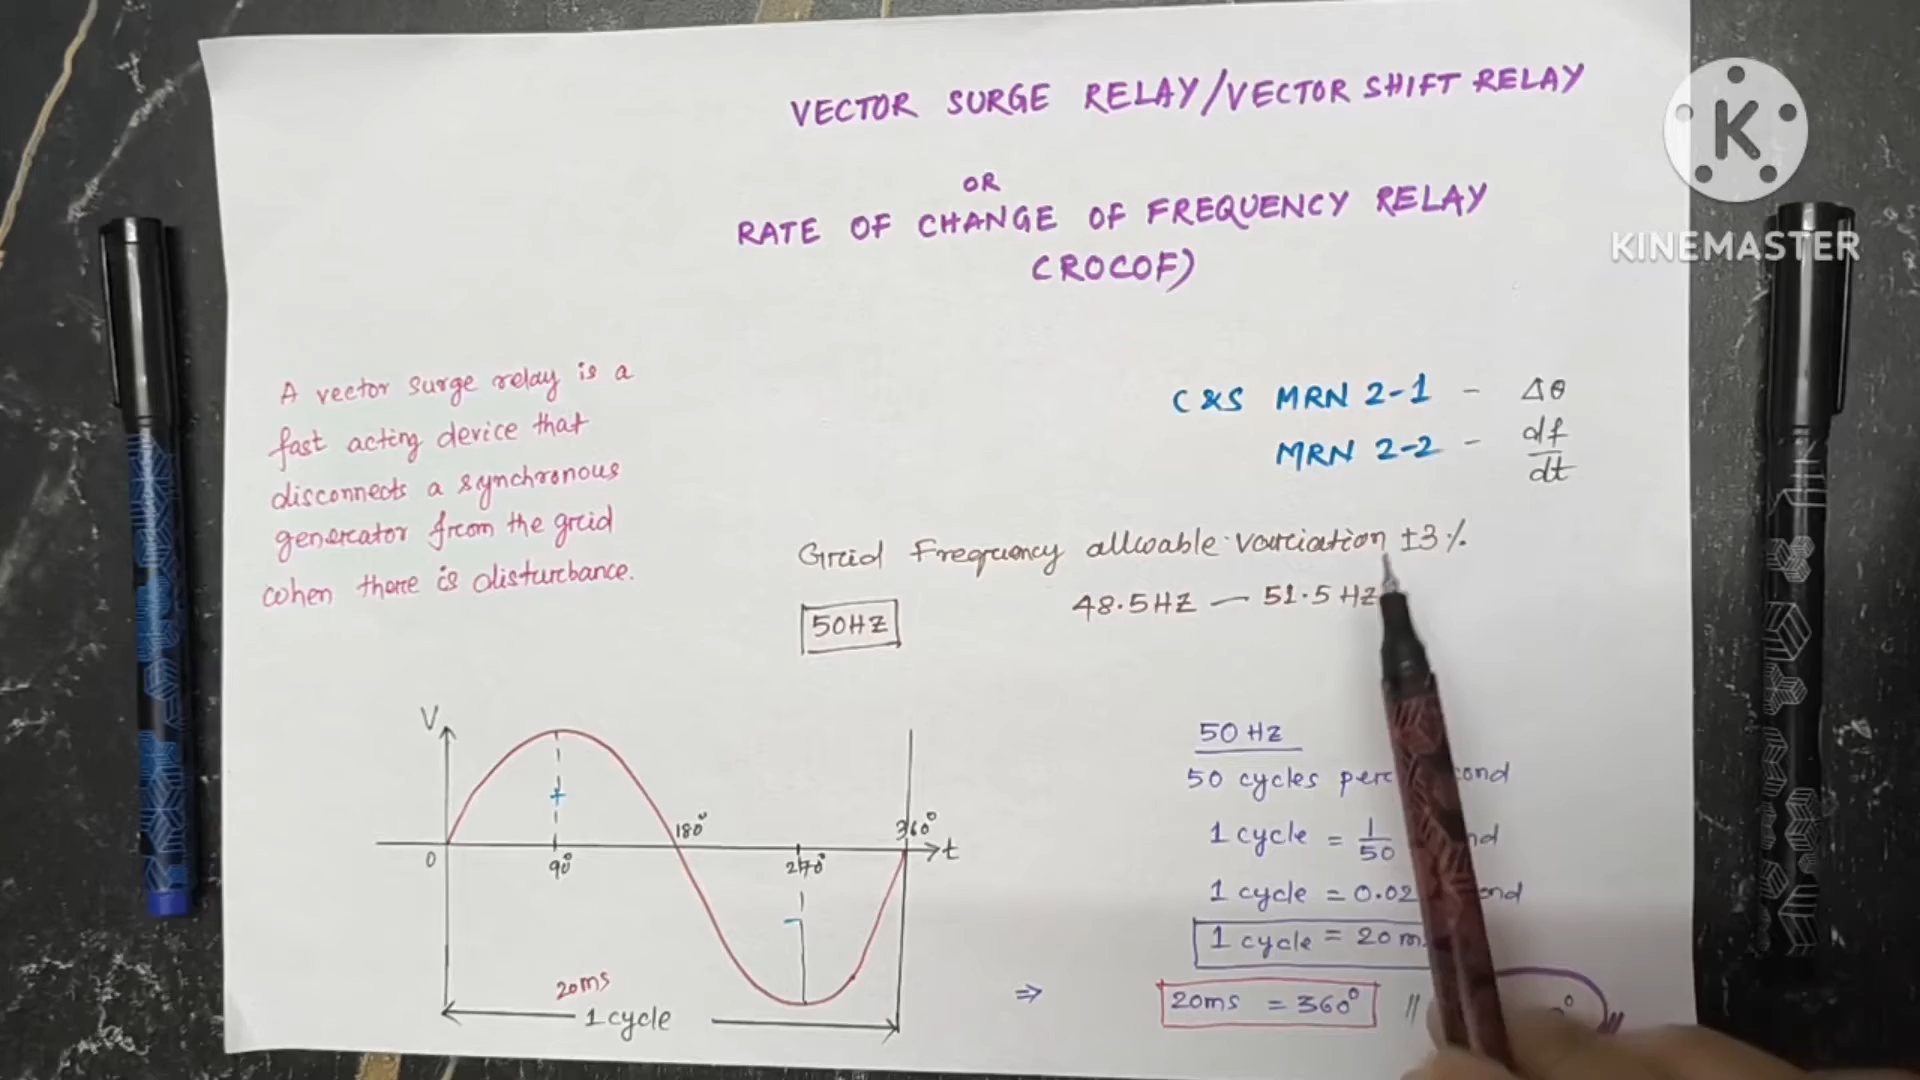 VECTOR SURGE RELAY/VECTOR SHIFT RELAY
OR
RATE OF CHANGE OF FREQUENCY RELAY
(ROCOF)
K
KINEMASTER
A vector surge relay is a
fast acting device that
disconnects a synchronous
generator from the grid
when there is disturbance.
C&S MRN 2-1 - Δθ
MRN 2-2 - df/dt
Grid Frequency allwable variation ±3%
48.5HZ — 51.5HZ
50HZ
V
+
0
90°
180°
270°
360°
t
-
20ms
1 cycle
50 HZ
50 cycles per
1 cycle = 1/50
1 cycle = 0.02
1 cycle = 20 ms
⇒ 20ms = 360° //